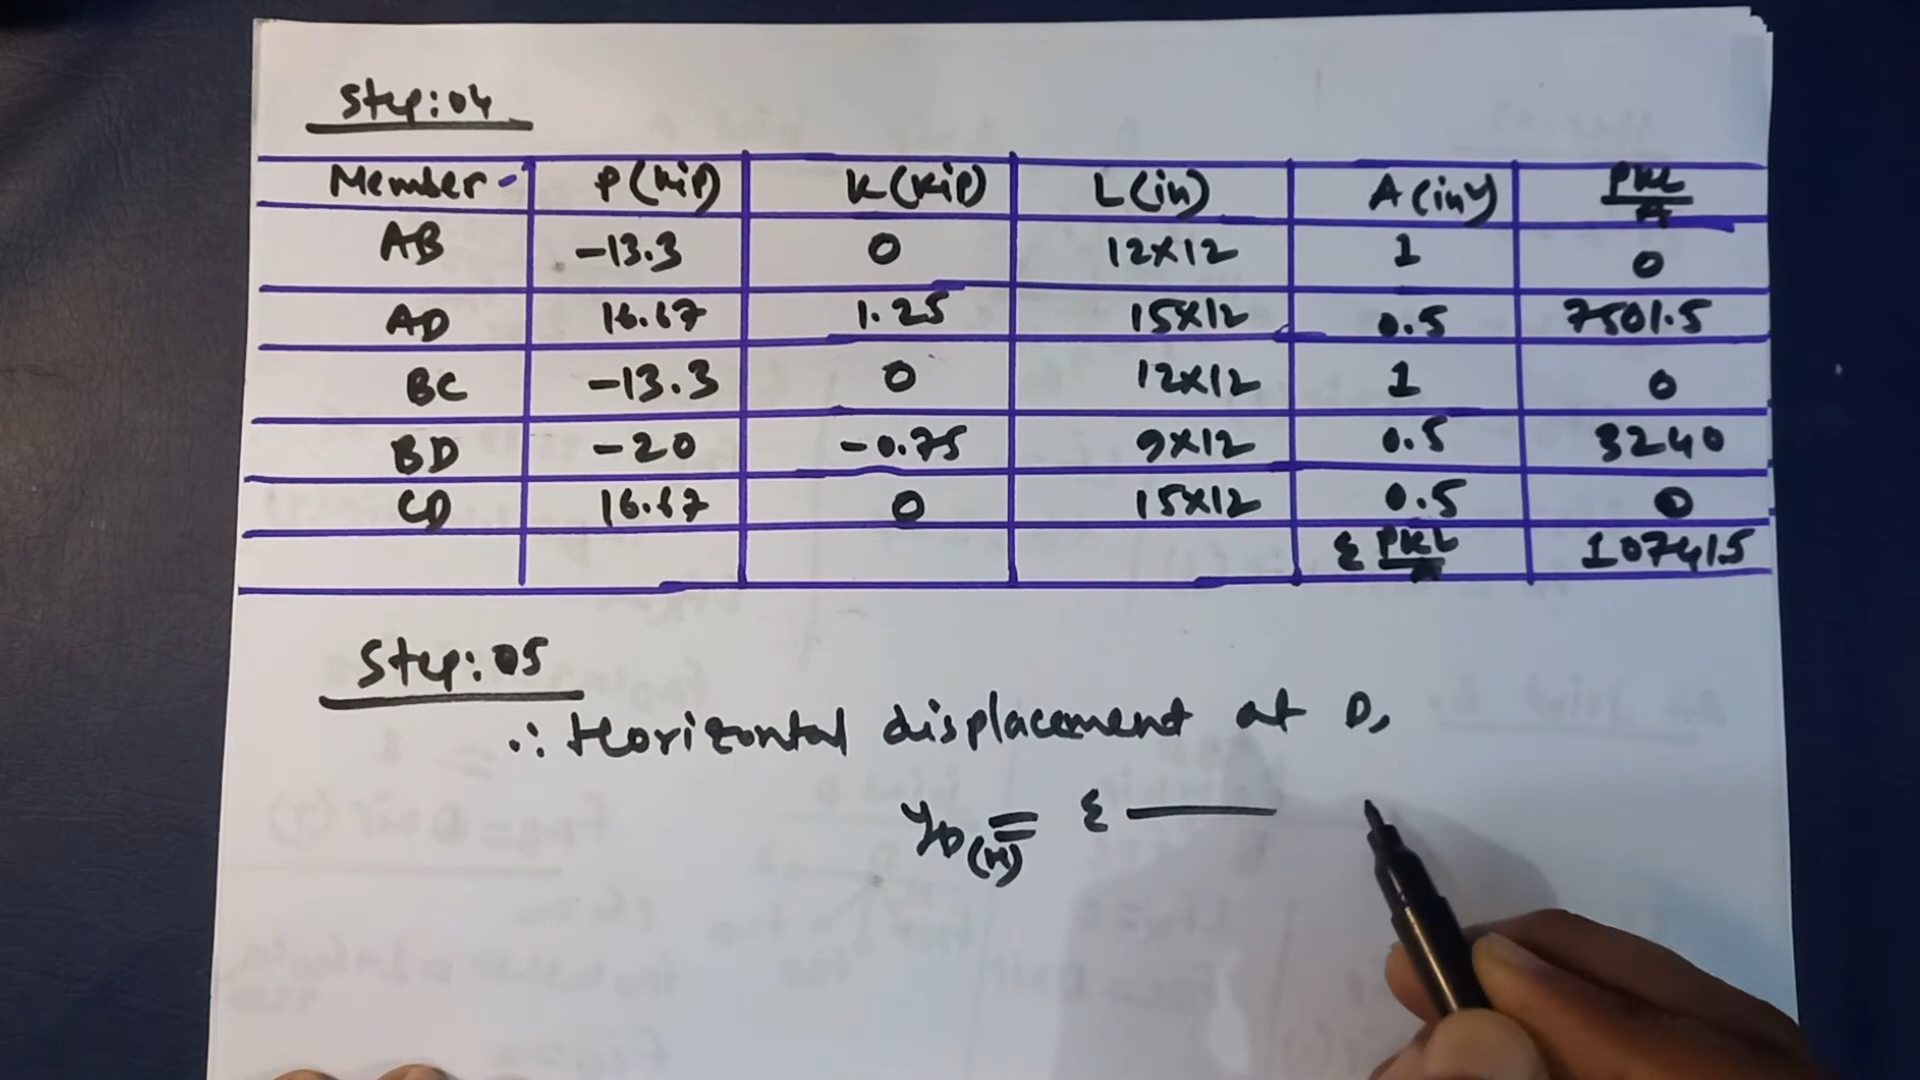 Step:04
Member P(kip) K(kip) L(in) A(in²) PKL/A
AB -13.3 0 12×12 1 0
AD 16.67 1.25 15×12 0.5 7501.5
BC -13.3 0 12×12 1 0
BD -20 -0.75 9×12 0.5 3240
CD 16.67 0 15×12 0.5 0
Σ PKL/A 10741.5
Step:05
∴ Horizontal displacement at D,
y_D(H) = Σ